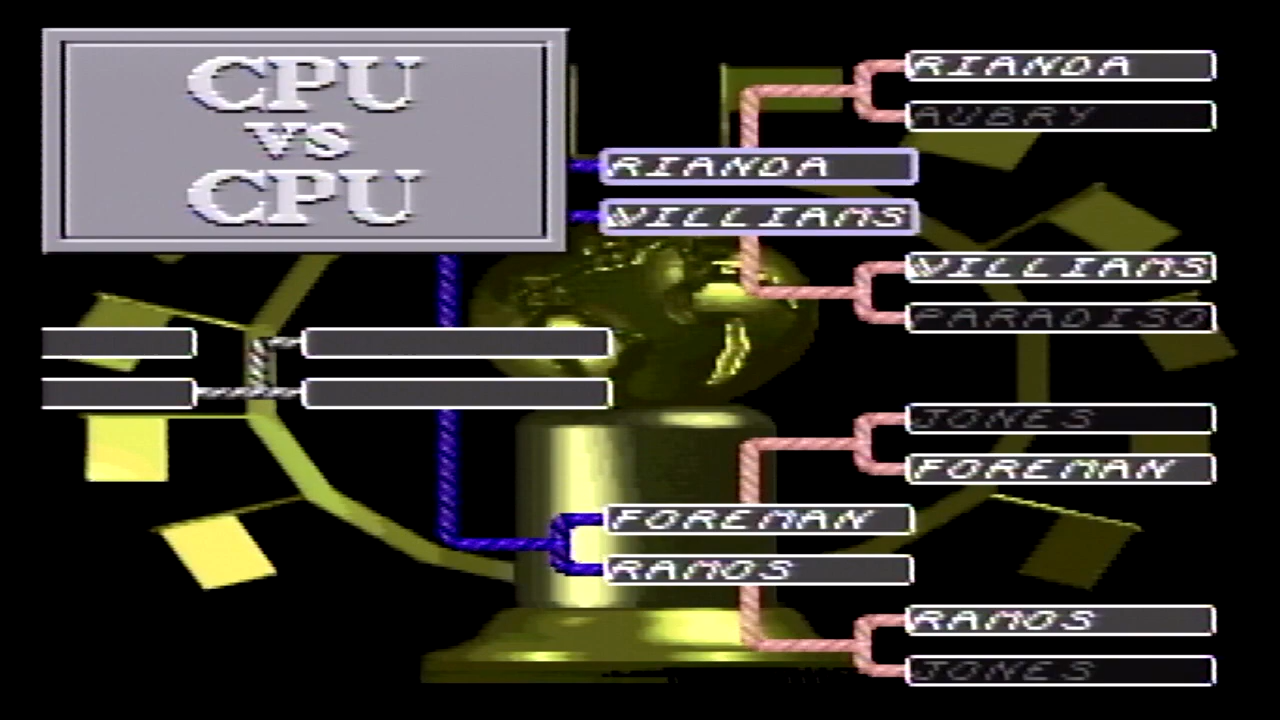 CPU
VS
CPU
RIANDA
AUBRY
RIANDA
WILLIAMS
WILLIAMS
PARADISO
JONES
FOREMAN
FOREMAN
RAMOS
RAMOS
JONES